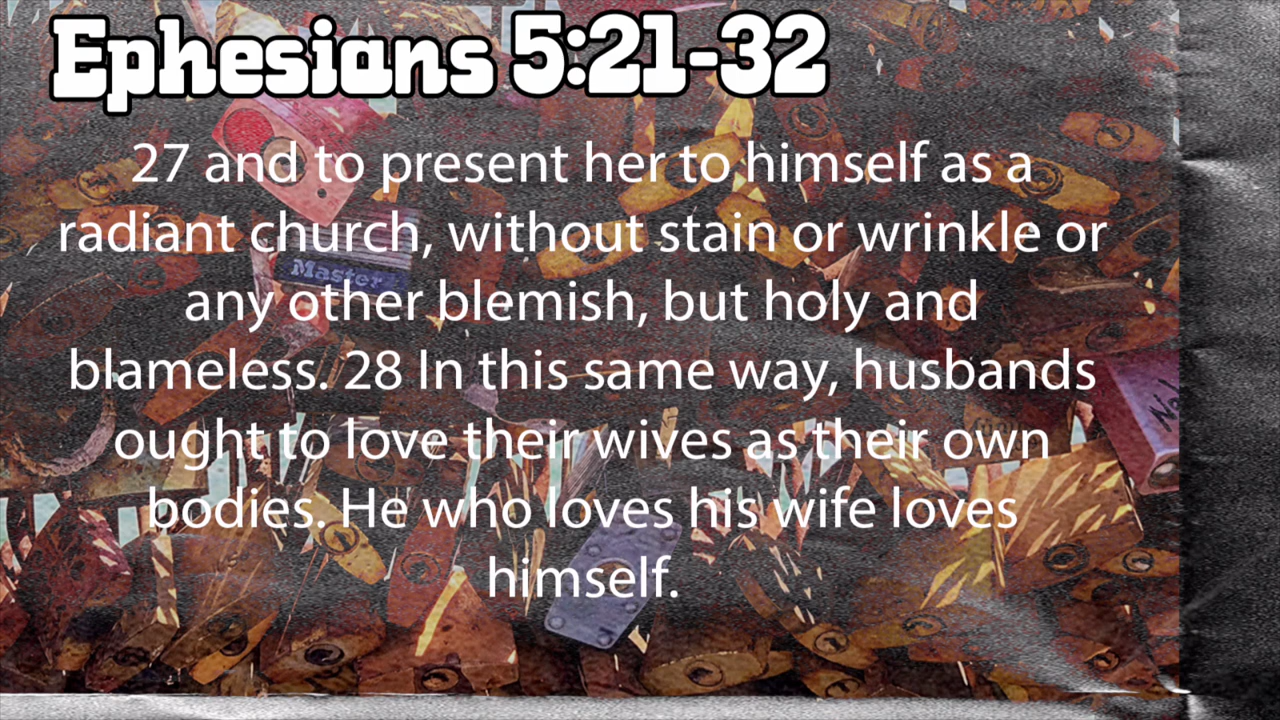 Ephesians 5:21-32
27 and to present her to himself as a
radiant church, without stain or wrinkle or
any other blemish, but holy and
blameless. 28 In this same way, husbands
ought to love their wives as their own
bodies. He who loves his wife loves
himself.
Master